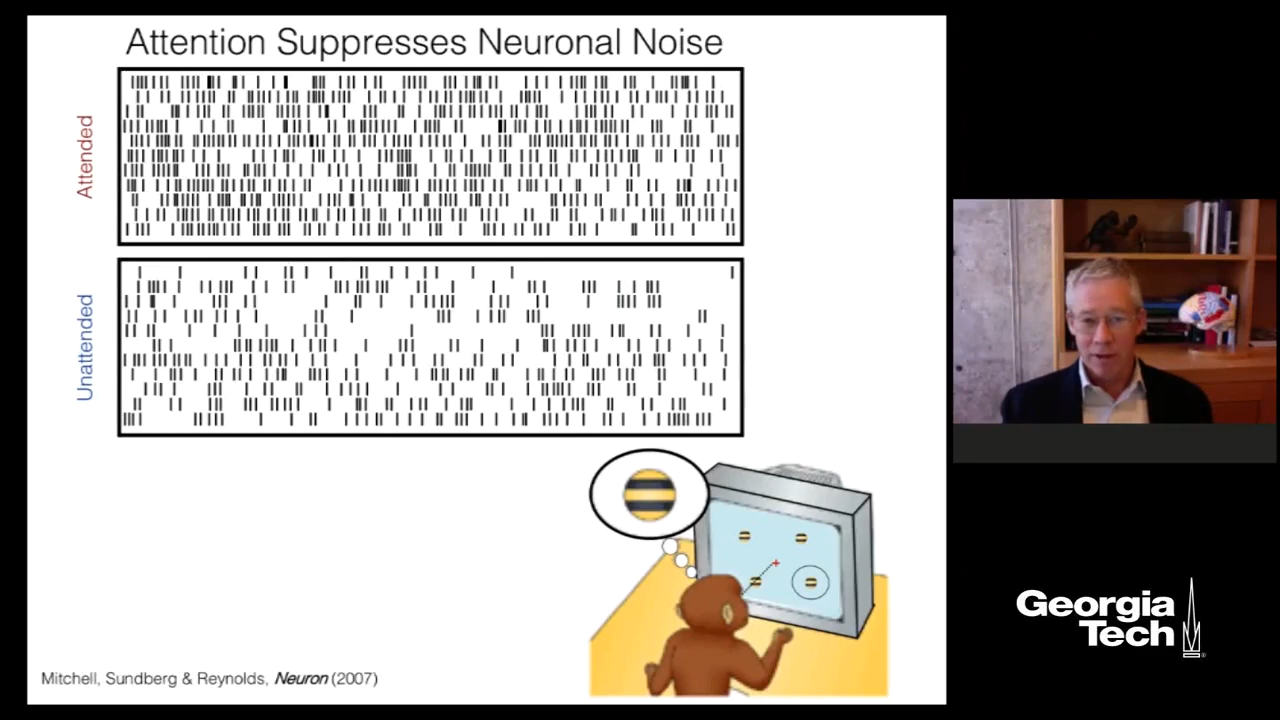 Attention Suppresses Neuronal Noise
Attended
Unattended
Mitchell, Sundberg & Reynolds, Neuron (2007)
Georgia
Tech